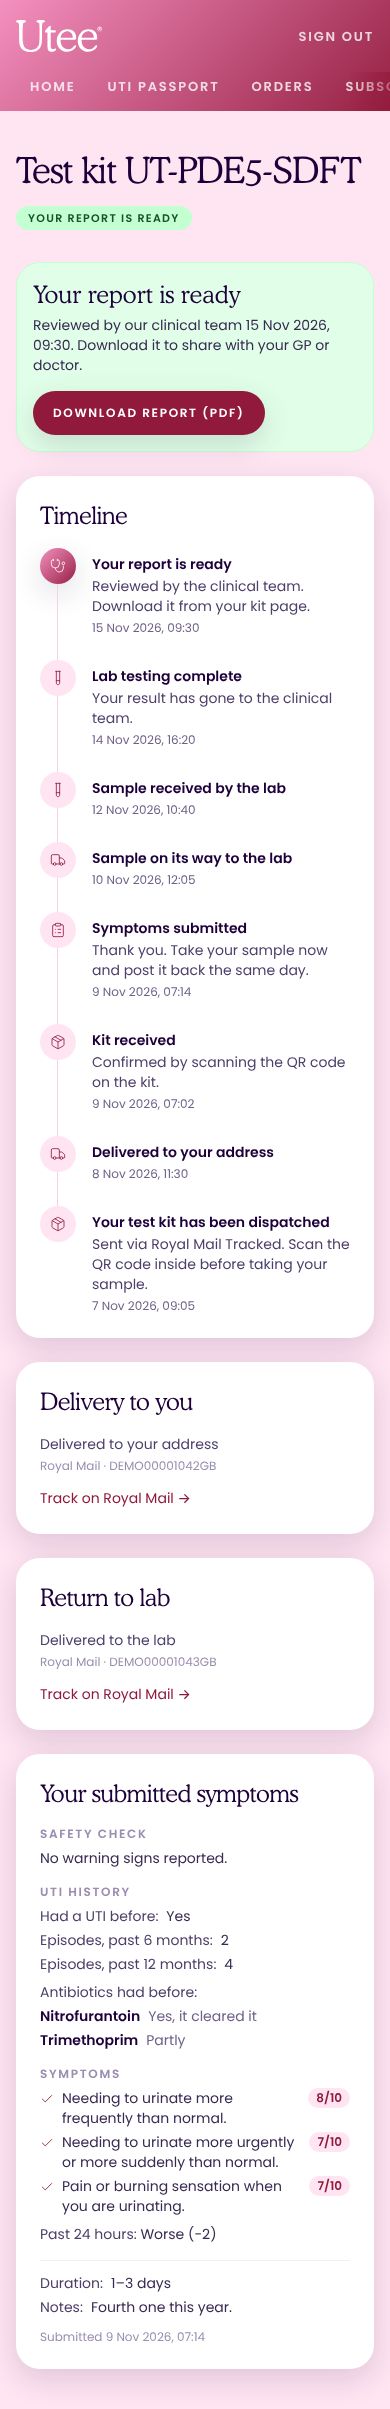 Utee®
SIGN OUT
HOME UTI PASSPORT ORDERS SUBSC
Test kit UT-PDE5-SDFT
YOUR REPORT IS READY
Your report is ready
Reviewed by our clinical team 15 Nov 2026,
09:30. Download it to share with your GP or
doctor.
DOWNLOAD REPORT (PDF)
Timeline
Your report is ready
Reviewed by the clinical team.
Download it from your kit page.
15 Nov 2026, 09:30
Lab testing complete
Your result has gone to the clinical
team.
14 Nov 2026, 16:20
Sample received by the lab
12 Nov 2026, 10:40
Sample on its way to the lab
10 Nov 2026, 12:05
Symptoms submitted
Thank you. Take your sample now
and post it back the same day.
9 Nov 2026, 07:14
Kit received
Confirmed by scanning the QR code
on the kit.
9 Nov 2026, 07:02
Delivered to your address
8 Nov 2026, 11:30
Your test kit has been dispatched
Sent via Royal Mail Tracked. Scan the
QR code inside before taking your
sample.
7 Nov 2026, 09:05
Delivery to you
Delivered to your address
Royal Mail · DEMO00001042GB
Track on Royal Mail →
Return to lab
Delivered to the lab
Royal Mail · DEMO00001043GB
Track on Royal Mail →
Your submitted symptoms
SAFETY CHECK
No warning signs reported.
UTI HISTORY
Had a UTI before: Yes
Episodes, past 6 months: 2
Episodes, past 12 months: 4
Antibiotics had before:
Nitrofurantoin Yes, it cleared it
Trimethoprim Partly
SYMPTOMS
Needing to urinate more 8/10
frequently than normal.
Needing to urinate more urgently 7/10
or more suddenly than normal.
Pain or burning sensation when 7/10
you are urinating.
Past 24 hours: Worse (-2)
Duration: 1–3 days
Notes: Fourth one this year.
Submitted 9 Nov 2026, 07:14